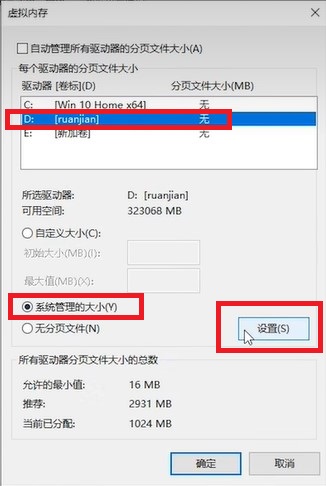 虚拟内存
自动管理所有驱动器的分页文件大小(A)
每个驱动器的分页文件大小
驱动器 [卷标](D) 分页文件大小(MB)
C: [Win 10 Home x64] 无
D: [ruanjian] 无
E: [新加卷] 无
所选驱动器: D: [ruanjian]
可用空间: 323068 MB
自定义大小(C):
初始大小(MB)(I):
最大值(MB)(X):
系统管理的大小(Y)
无分页文件(N) 设置(S)
所有驱动器分页文件大小的总数
允许的最小值: 16 MB
推荐: 2931 MB
当前已分配: 1024 MB
确定 取消